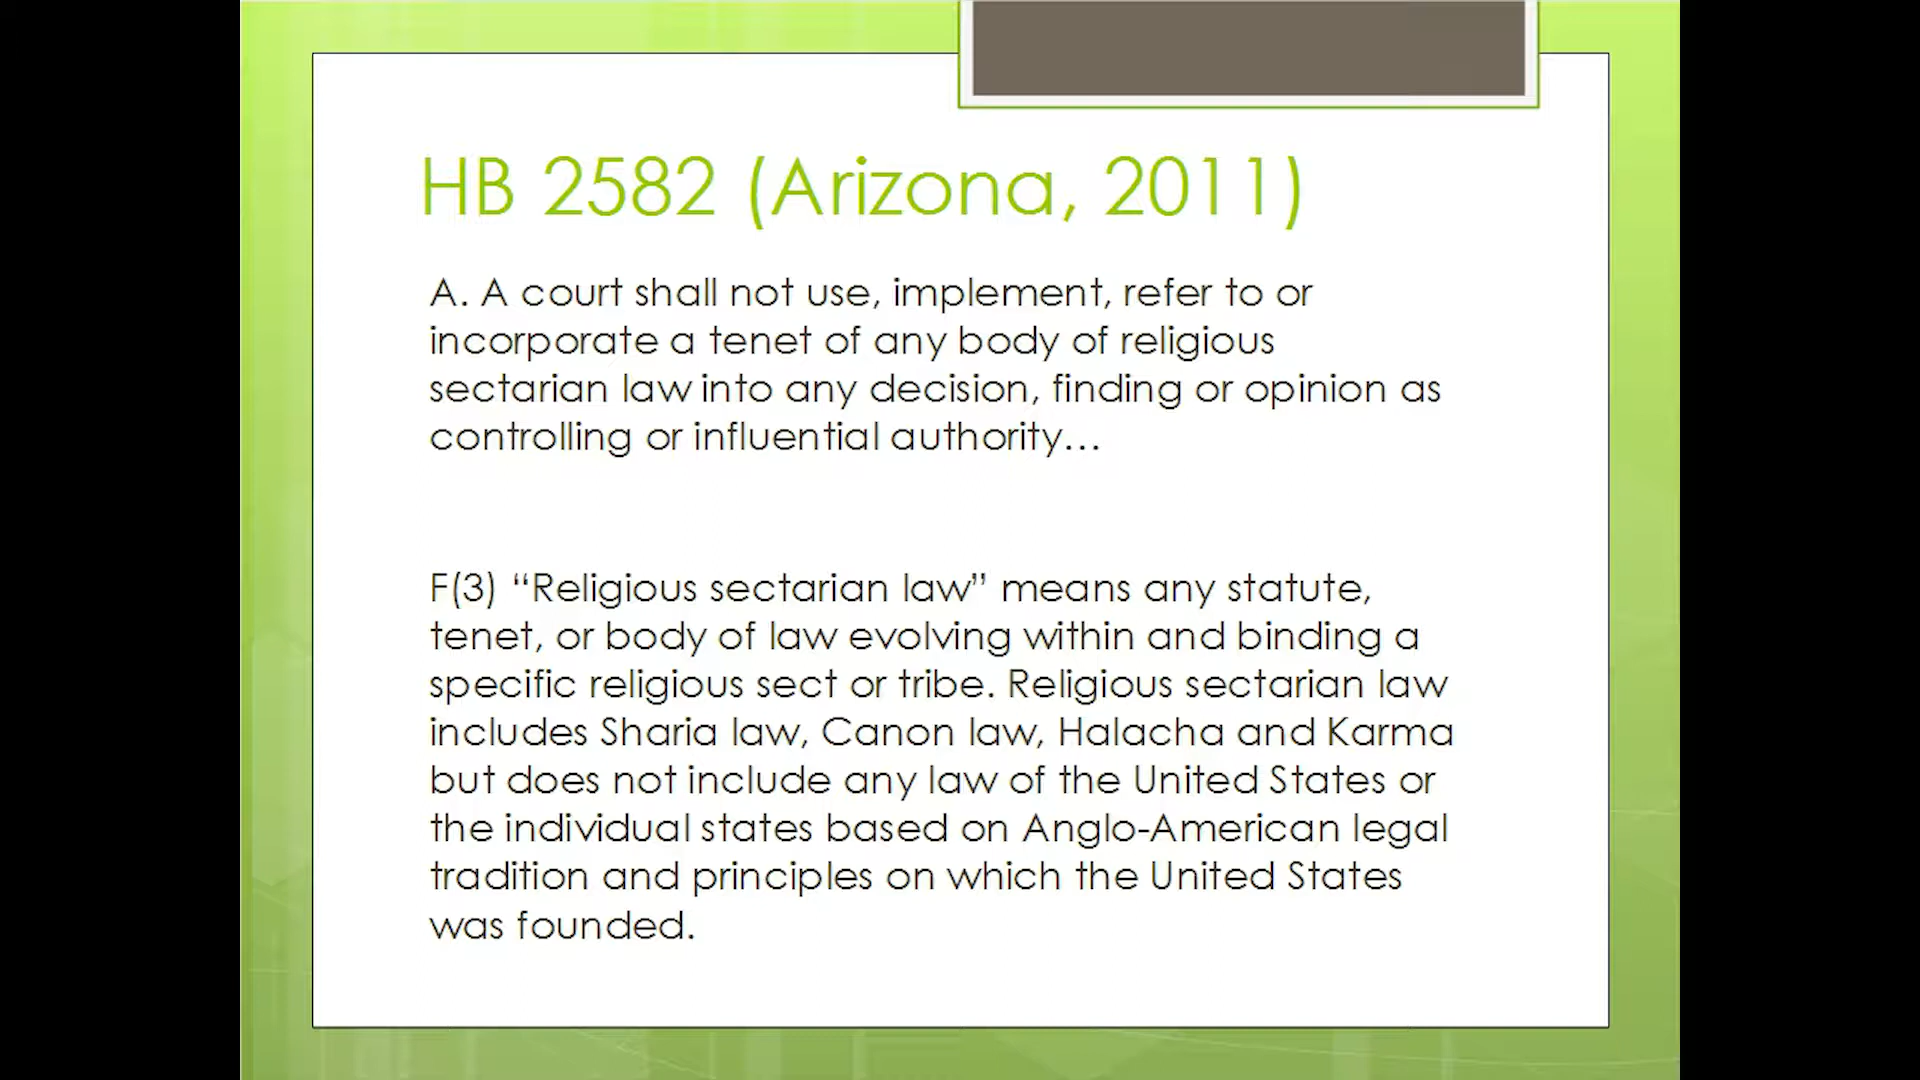 HB 2582 (Arizona, 2011)
A. A court shall not use, implement, refer to or
incorporate a tenet of any body of religious
sectarian law into any decision, finding or opinion as
controlling or influential authority…
F(3) “Religious sectarian law” means any statute,
tenet, or body of law evolving within and binding a
specific religious sect or tribe. Religious sectarian law
includes Sharia law, Canon law, Halacha and Karma
but does not include any law of the United States or
the individual states based on Anglo-American legal
tradition and principles on which the United States
was founded.